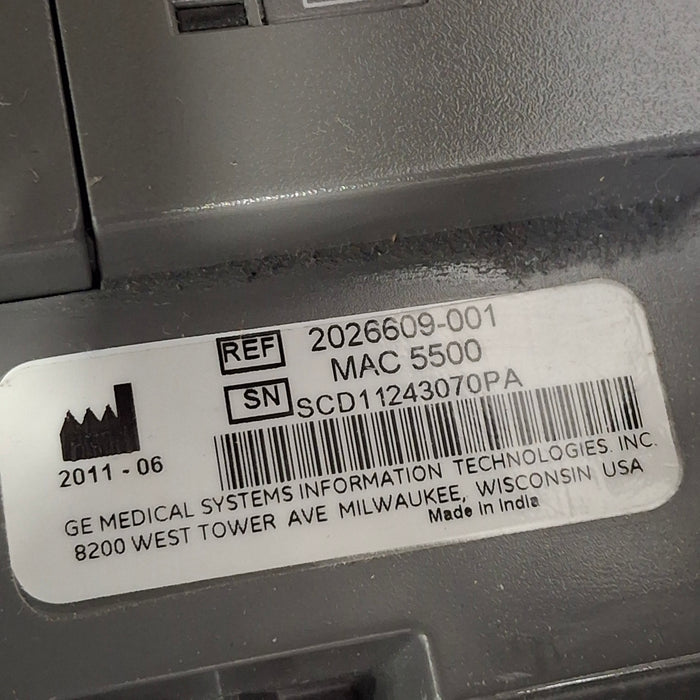 REF 2026609-001
MAC 5500
SN SCD11243070PA
2011-06
GE MEDICAL SYSTEMS INFORMATION TECHNOLOGIES, INC.
8200 WEST TOWER AVE MILWAUKEE, WISCONSIN USA
Made in India